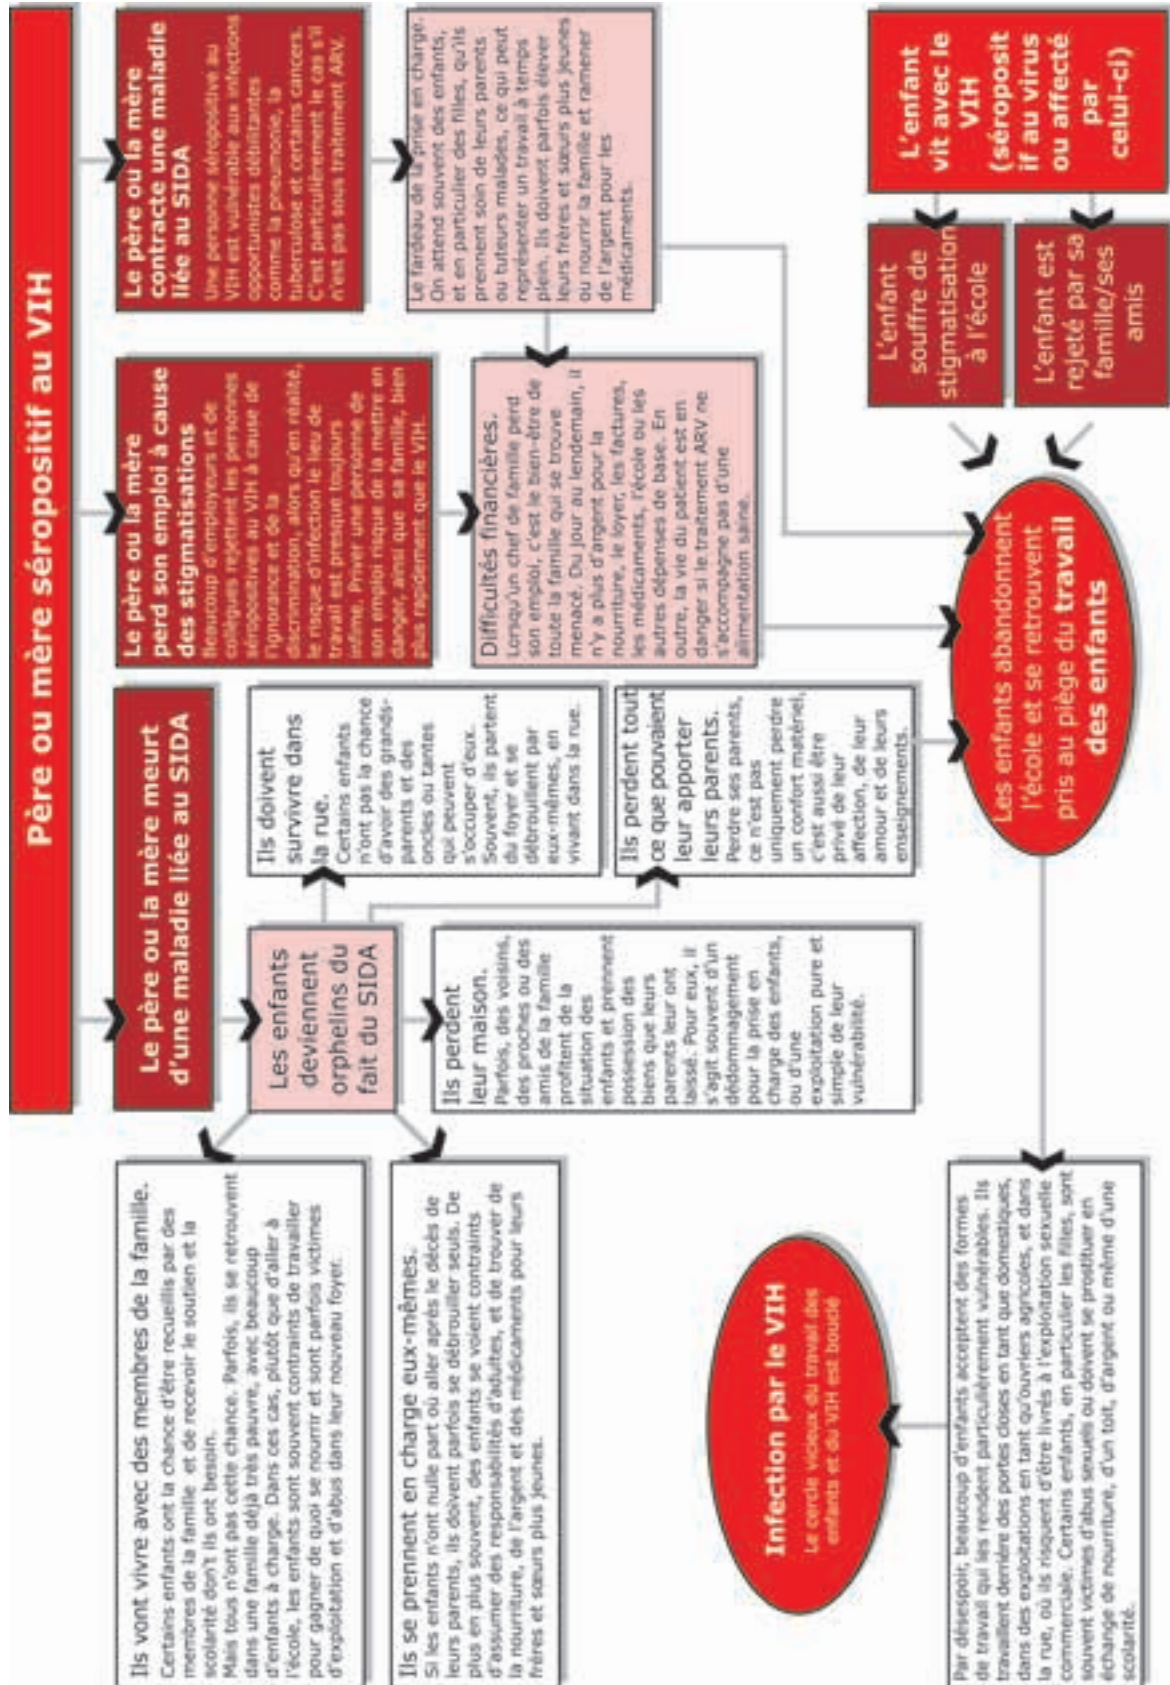 Père ou mère séropositif au VIH
Le père ou la mère meurt
d'une maladie liée au SIDA
Le père ou la mère
perd son emploi à cause
des stigmatisations
Beaucoup d'employeurs et de
collègues rejettent les personnes
séropositives au VIH à cause de
l'ignorance et de la
discrimination, alors qu'en réalité,
le risque d'infection le lieu de
travail est presque toujours
infime. Priver une personne de
son emploi risque de la mettre en
danger, ainsi que sa famille, bien
plus rapidement que le VIH.
Le père ou la mère
contracte une maladie
liée au SIDA
Une personne séropositive au
VIH est vulnérable aux infections
opportunistes débilitantes
comme la pneumonie, la
tuberculose et certains cancers.
C'est particulièrement le cas s'il
n'est pas sous traitement ARV.
Ils vont vivre avec des membres de la famille.
Certains enfants ont la chance d'être recueillis par des
membres de la famille et de recevoir le soutien et la
scolarité don't ils ont besoin.
Mais tous n'ont pas cette chance. Parfois, ils se retrouvent
dans une famille déjà très pauvre, avec beaucoup
d'enfants à charge. Dans ces cas, plutôt que d'aller à
l'école, les enfants sont souvent contraints de travailler
pour gagner de quoi se nourrir et sont parfois victimes
d'exploitation et d'abus dans leur nouveau foyer.
Les enfants
deviennent
orphelins du
fait du SIDA
Ils doivent
survivre dans
la rue.
Certains enfants
n'ont pas la chance
d'avoir des grands-
parents et des
oncles ou tantes
qui peuvent
s'occuper d'eux.
Souvent, ils partent
du foyer et se
débrouillent par
eux-mêmes, en
vivant dans la rue.
Ils se prennent en charge eux-mêmes.
Si les enfants n'ont nulle part où aller après le décès de
leurs parents, ils doivent parfois se débrouiller seuls. De
plus en plus souvent, des enfants se voient contraints
d'assumer des responsabilités d'adultes, et de trouver de
la nourriture, de l'argent et des médicaments pour leurs
frères et sœurs plus jeunes.
Ils perdent
leur maison.
Parfois, des voisins,
des proches ou des
amis de la famille
profitent de la
situation des
enfants et prennent
possession des
biens que leurs
parents leur ont
laissé. Pour eux, il
s'agit souvent d'un
dédommagement
pour la prise en
charge des enfants,
ou d'une
exploitation pure et
simple de leur
vulnérabilité.
Ils perdent tout
ce que pouvaient
leur apporter
leurs parents.
Perdre ses parents,
ce n'est pas
uniquement perdre
un confort matériel,
c'est aussi être
privé de leur
affection, de leur
amour et de leurs
enseignements.
Difficultés financières.
Lorsqu'un chef de famille perd
son emploi, c'est le bien-être de
toute la famille qui se trouve
menacé. Du jour au lendemain, il
n'y a plus d'argent pour la
nourriture, le loyer, les factures,
les médicaments, l'école ou les
autres dépenses de base. En
outre, la vie du patient est en
danger si le traitement ARV ne
s'accompagne pas d'une
alimentation saine.
Le fardeau de la prise en charge.
On attend souvent des enfants,
et en particulier des filles, qu'ils
prennent soin de leurs parents
ou tuteurs malades, ce qui peut
représenter un travail à temps
plein. Ils doivent parfois élever
leurs frères et sœurs plus jeunes
ou nourrir la famille et ramener
de l'argent pour les
médicaments.
L'enfant
vit avec le
VIH
(séroposit
if au virus
ou affecté
par
celui-ci)
L'enfant
souffre de
stigmatisation
à l'école
L'enfant est
rejeté par sa
famille/ses
amis
Les enfants abandonnent
l'école et se retrouvent
pris au piège du travail
des enfants
Par désespoir, beaucoup d'enfants acceptent des formes
de travail qui les rendent particulièrement vulnérables. Ils
travaillent derrière des portes closes en tant que domestiques,
dans des exploitations en tant qu'ouvriers agricoles, et dans
la rue, où ils risquent d'être livrés à l'exploitation sexuelle
commerciale. Certains enfants, en particulier les filles, sont
souvent victimes d'abus sexuels ou doivent se prostituer en
échange de nourriture, d'un toit, d'argent ou même d'une
scolarité.
Infection par le VIH
Le cercle vicieux du travail des
enfants et du VIH est bouclé